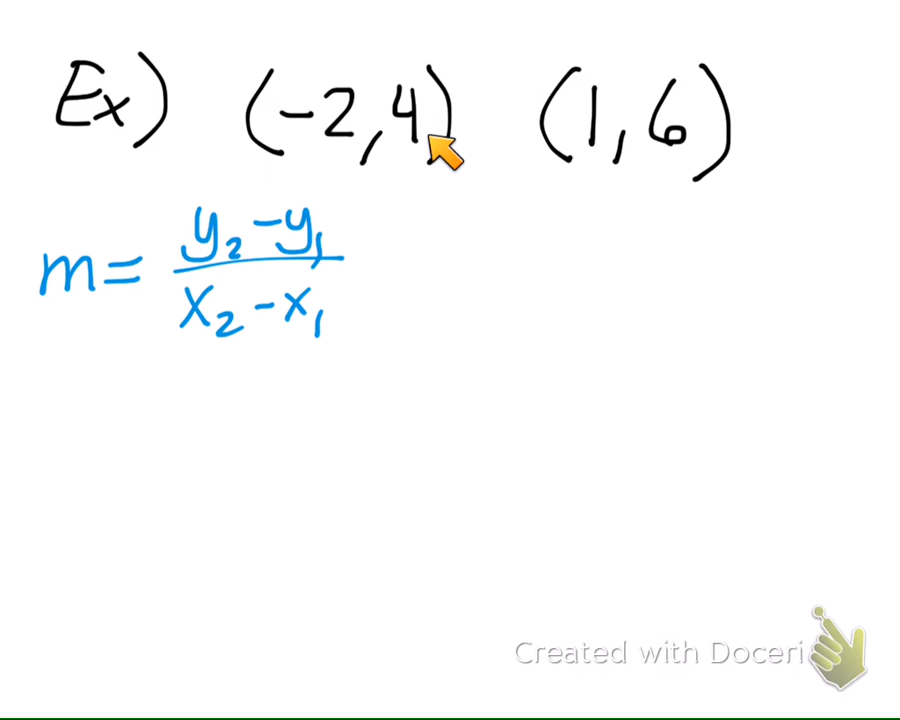 Ex) (-2,4) (1,6)
m = y₂ - y₁ / x₂ - x₁
Created with Doceri